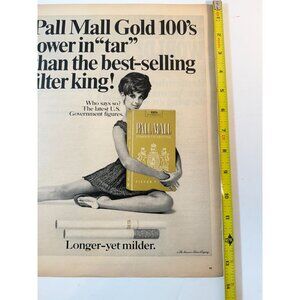 Pall Mall Gold 100's
ower in "tar"
han the best-selling
ilter king!
Who says so?
The latest U.S.
Government figures.
PALL MALL
Longer-yet milder.